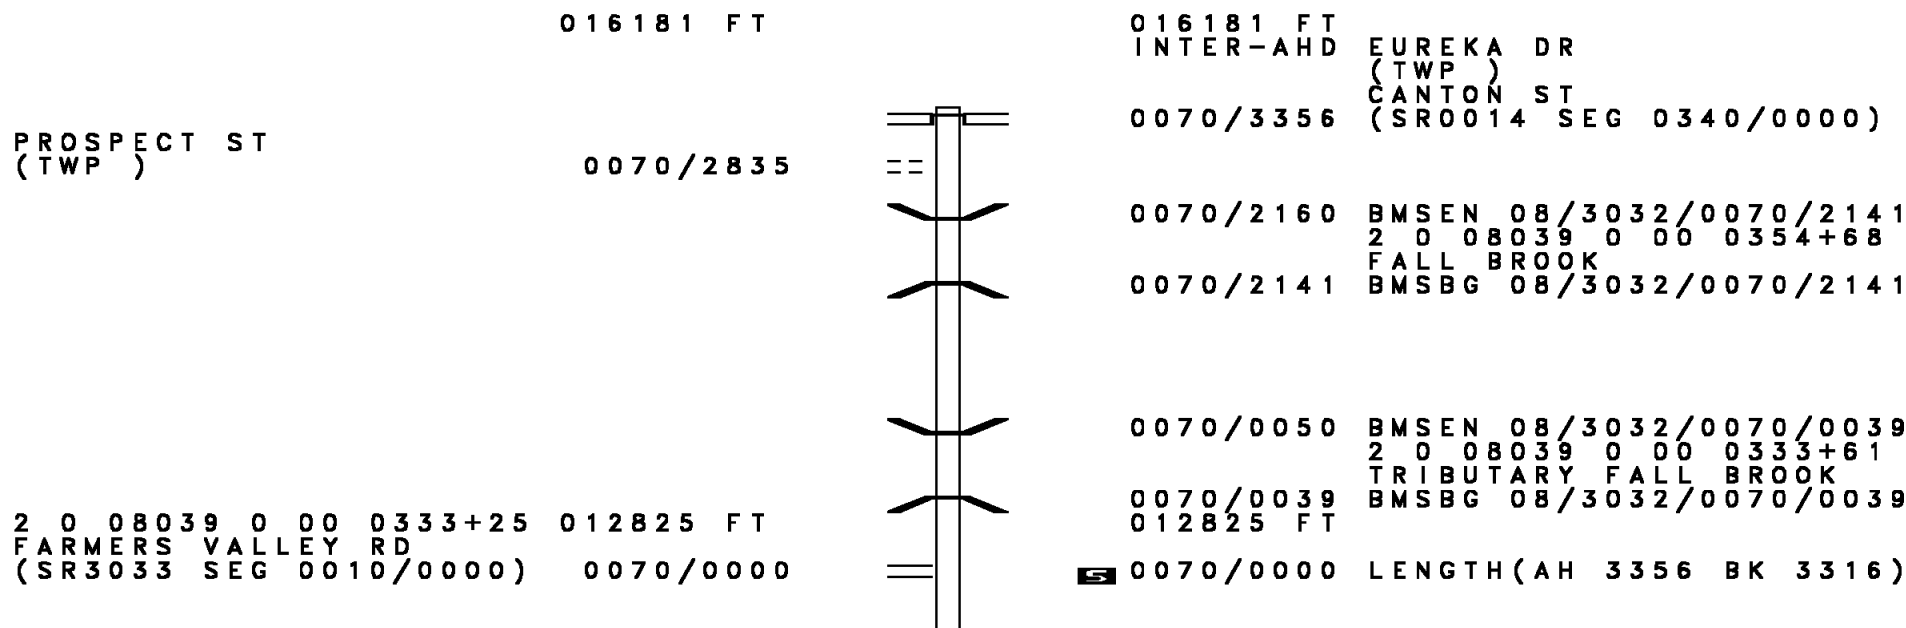 016181 FT 016181 FT
INTER-AHD EUREKA DR
(TWP )
CANTON ST
0070/3356 (SR0014 SEG 0340/0000)
PROSPECT ST
(TWP ) 0070/2835
0070/2160 BMSEN 08/3032/0070/2141
2 0 08039 0 00 0354+68
FALL BROOK
0070/2141 BMSBG 08/3032/0070/2141
0070/0050 BMSEN 08/3032/0070/0039
2 0 08039 0 00 0333+61
TRIBUTARY FALL BROOK
0070/0039 BMSBG 08/3032/0070/0039
2 0 08039 0 00 0333+25 012825 FT 012825 FT
FARMERS VALLEY RD
(SR3033 SEG 0010/0000) 0070/0000 S 0070/0000 LENGTH(AH 3356 BK 3316)